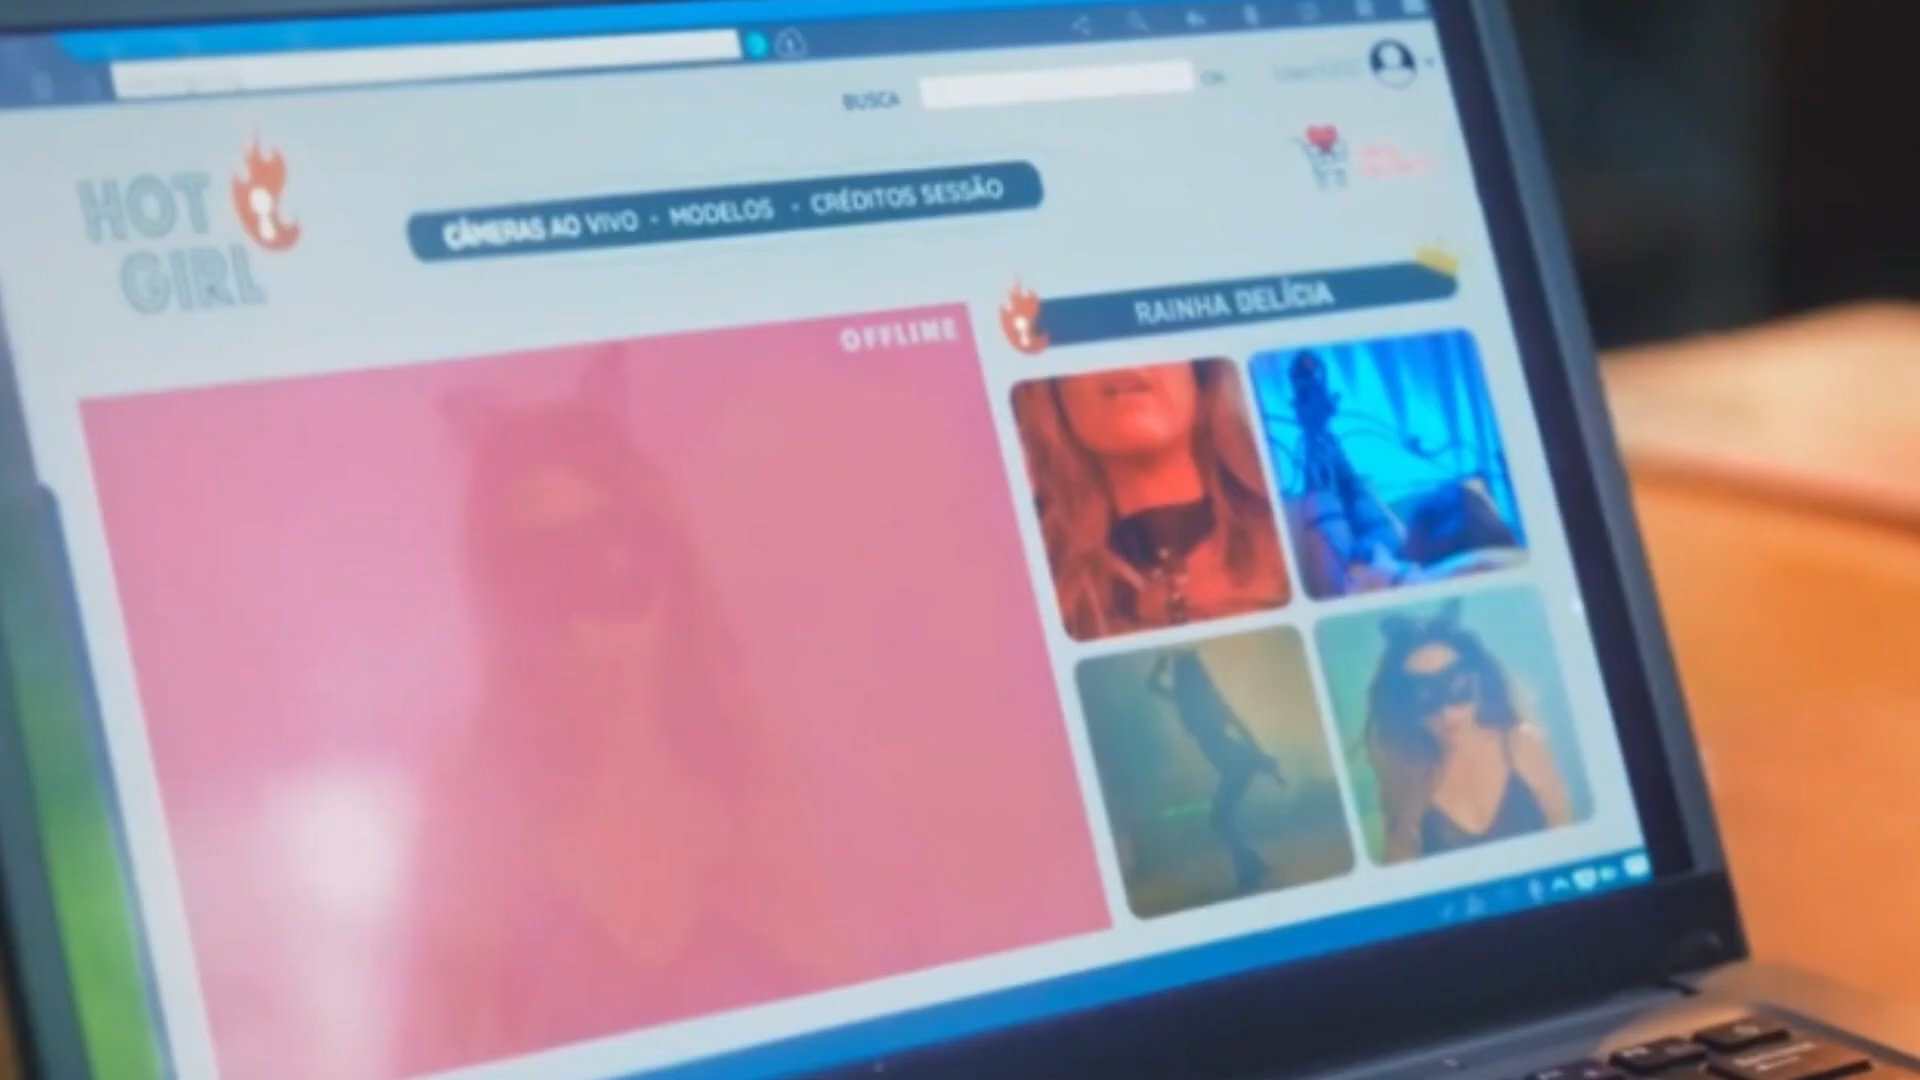 BUSCA
HOT
GIRL
CÂMERAS AO VIVO - MODELOS - CRÉDITOS SESSÃO
RAINHA DELÍCIA
OFFLINE